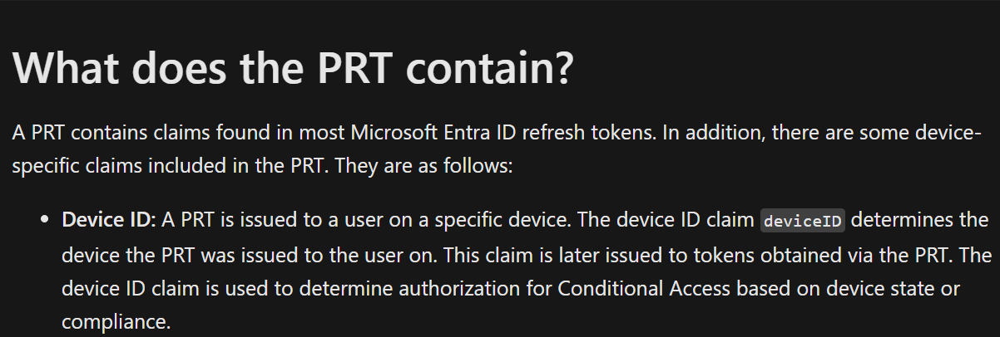 What does the PRT contain?
A PRT contains claims found in most Microsoft Entra ID refresh tokens. In addition, there are some device-
specific claims included in the PRT. They are as follows:
• Device ID: A PRT is issued to a user on a specific device. The device ID claim deviceID determines the
device the PRT was issued to the user on. This claim is later issued to tokens obtained via the PRT. The
device ID claim is used to determine authorization for Conditional Access based on device state or
compliance.